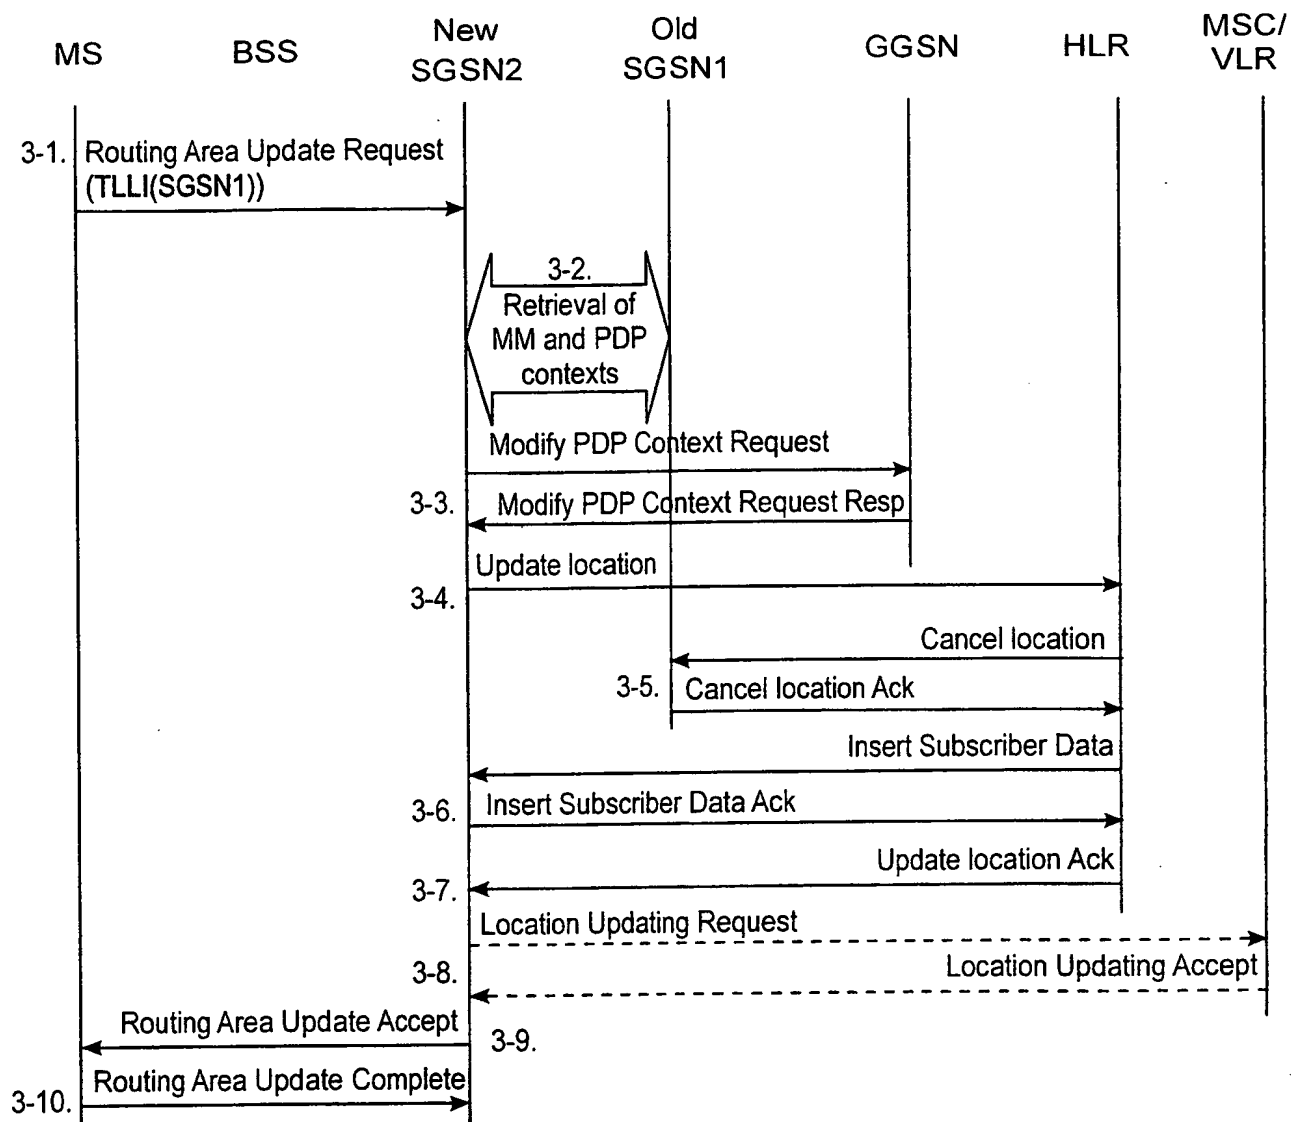 MS
BSS
New
SGSN2
Old
SGSN1
GGSN
HLR
MSC/
VLR
3-1. Routing Area Update Request
(TLLI(SGSN1))
3-2.
Retrieval of
MM and PDP
contexts
Modify PDP Context Request
3-3. Modify PDP Context Request Resp
Update location
3-4.
Cancel location
3-5. Cancel location Ack
Insert Subscriber Data
3-6. Insert Subscriber Data Ack
Update location Ack
3-7.
Location Updating Request
3-8. Location Updating Accept
Routing Area Update Accept
3-9.
Routing Area Update Complete
3-10.